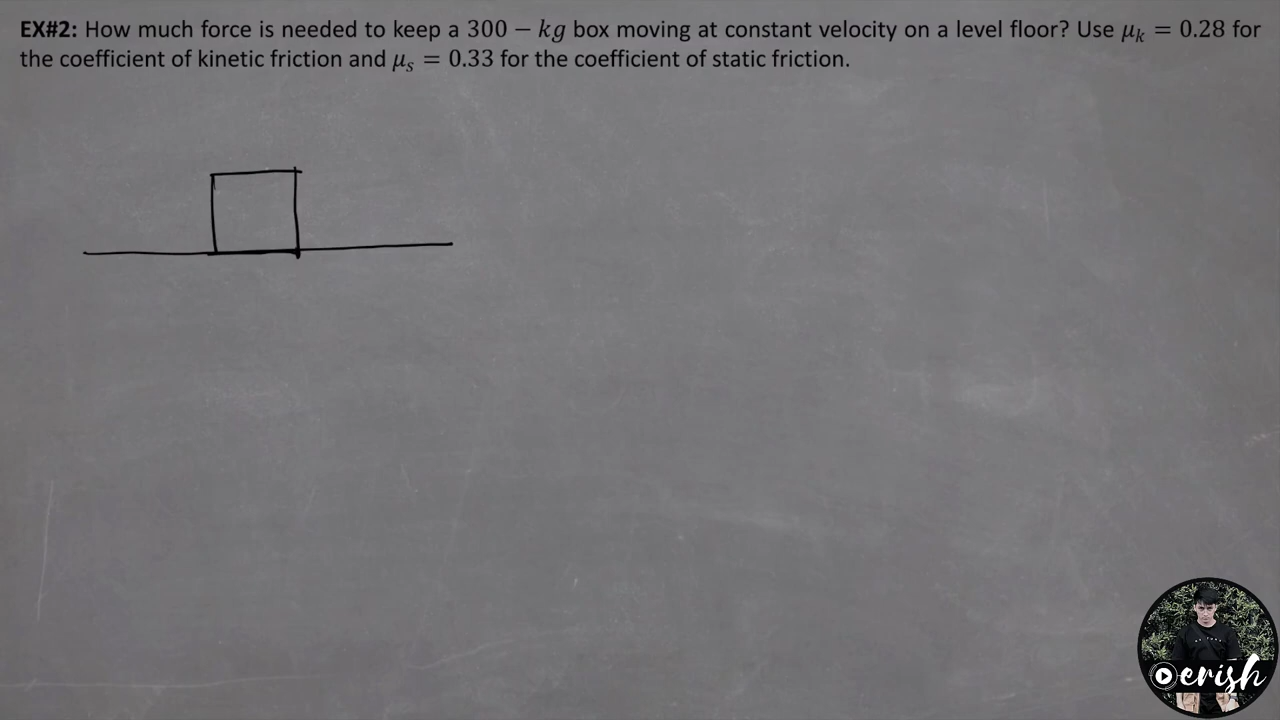 EX#2: How much force is needed to keep a 300 − kg box moving at constant velocity on a level floor? Use μₖ = 0.28 for
the coefficient of kinetic friction and μₛ = 0.33 for the coefficient of static friction.
erish